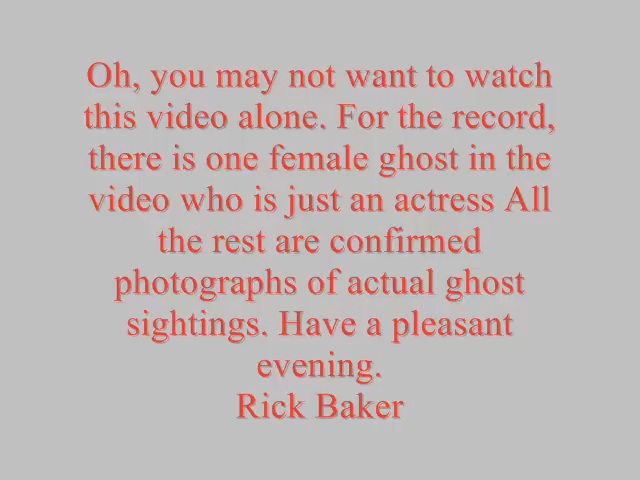 Oh, you may not want to watch
this video alone. For the record,
there is one female ghost in the
video who is just an actress All
the rest are confirmed
photographs of actual ghost
sightings. Have a pleasant
evening.
Rick Baker